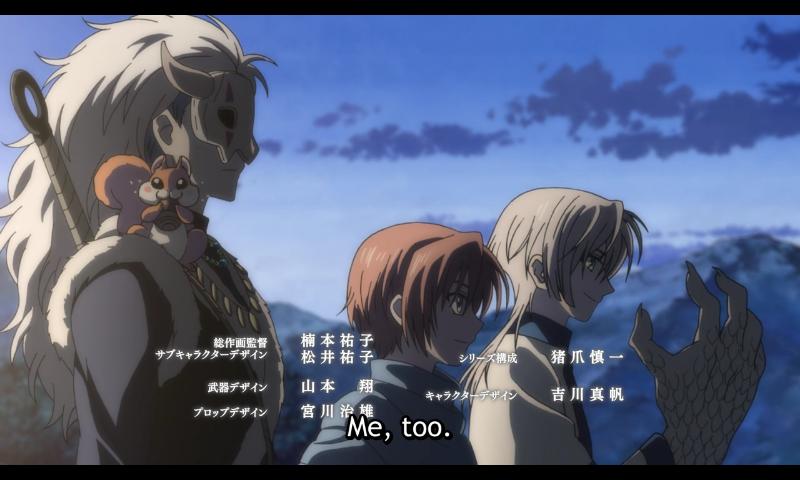 総作画監督 楠本祐子
サブキャラクターデザイン 松井祐子
武器デザイン 山本 翔
プロップデザイン 宮川治雄
シリーズ構成 猪爪慎一
キャラクターデザイン 吉川真帆
Me, too.